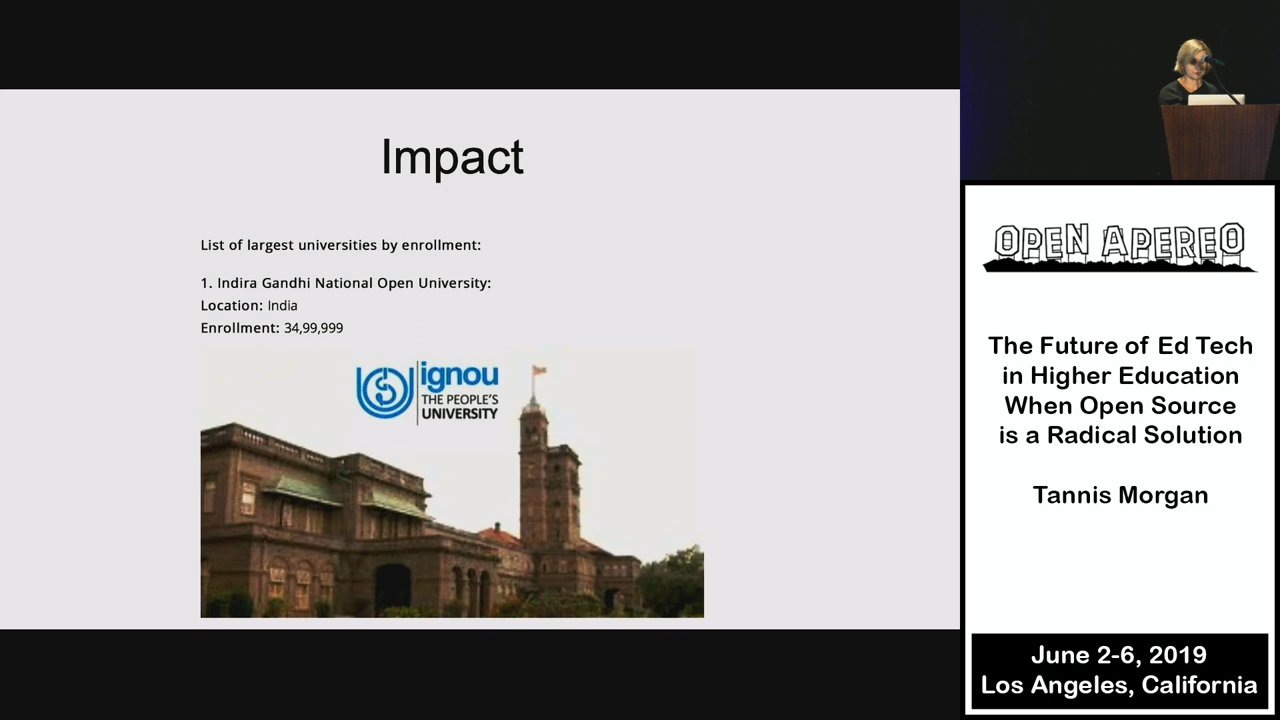 Impact
List of largest universities by enrollment:
1. Indira Gandhi National Open University:
Location: India
Enrollment: 34,99,999
ignou
THE PEOPLE'S
UNIVERSITY
OPEN APEREO
The Future of Ed Tech
in Higher Education
When Open Source
is a Radical Solution
Tannis Morgan
June 2-6, 2019
Los Angeles, California